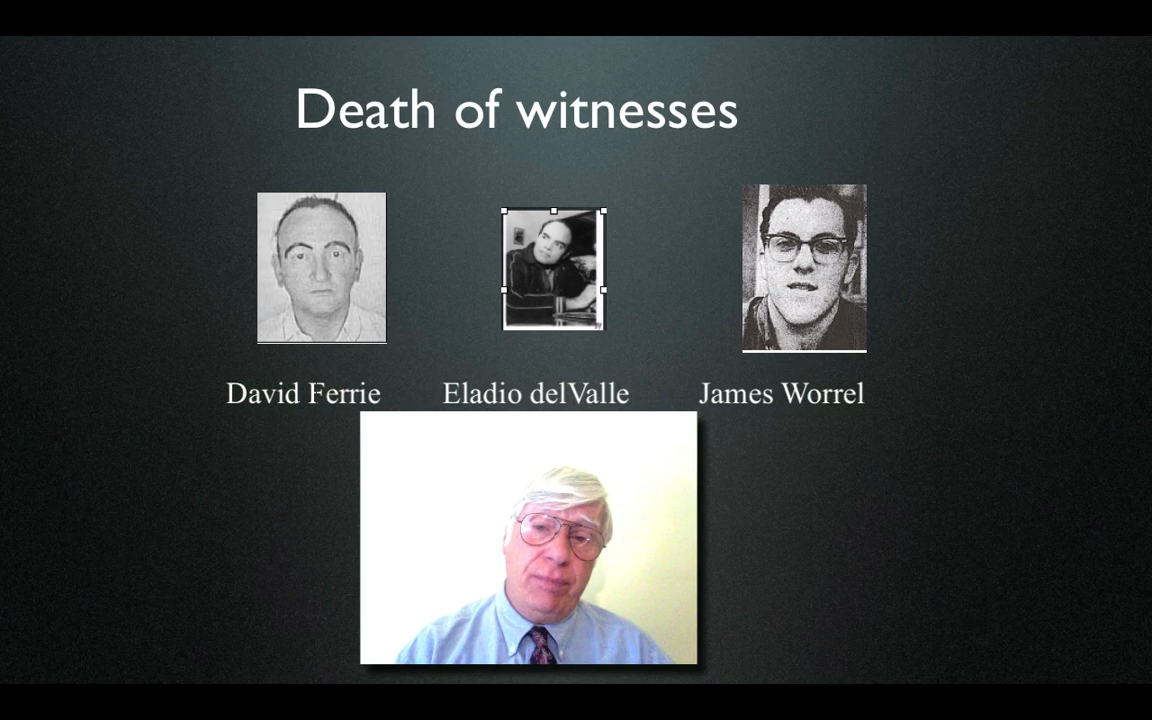 Death of witnesses
David Ferrie
Eladio delValle
James Worrel